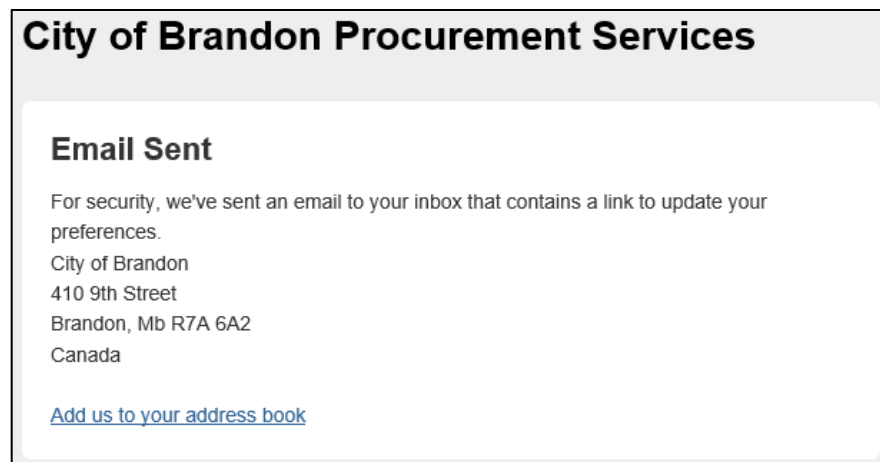 City of Brandon Procurement Services
Email Sent
For security, we've sent an email to your inbox that contains a link to update your
preferences.
City of Brandon
410 9th Street
Brandon, Mb R7A 6A2
Canada
Add us to your address book